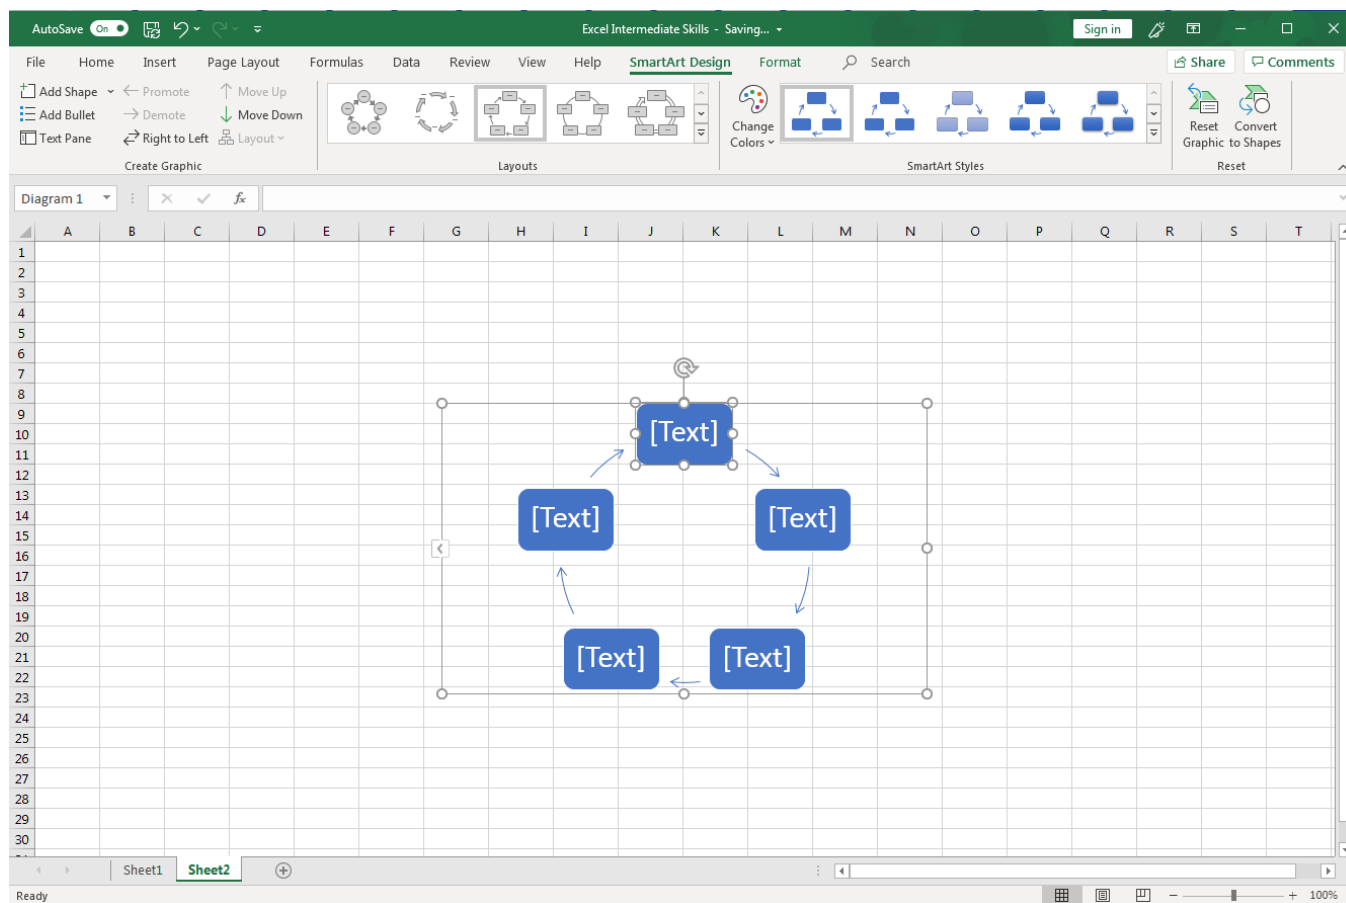 AutoSave On Excel Intermediate Skills - Saving... Sign in
File Home Insert Page Layout Formulas Data Review View Help SmartArt Design Format Search Share Comments
Add Shape Promote Move Up
Add Bullet Demote Move Down
Text Pane Right to Left Layout
Change Colors
Reset Graphic
Convert to Shapes
Create Graphic Layouts SmartArt Styles Reset
Diagram 1 fx
A B C D E F G H I J K L M N O P Q R S T
1
2
3
4
5
6
7
8
9
10
11
12
13
14
15
16
17
18
19
20
21
22
23
24
25
26
27
28
29
30
[Text]
[Text] [Text]
[Text] [Text]
Sheet1 Sheet2
Ready 100%